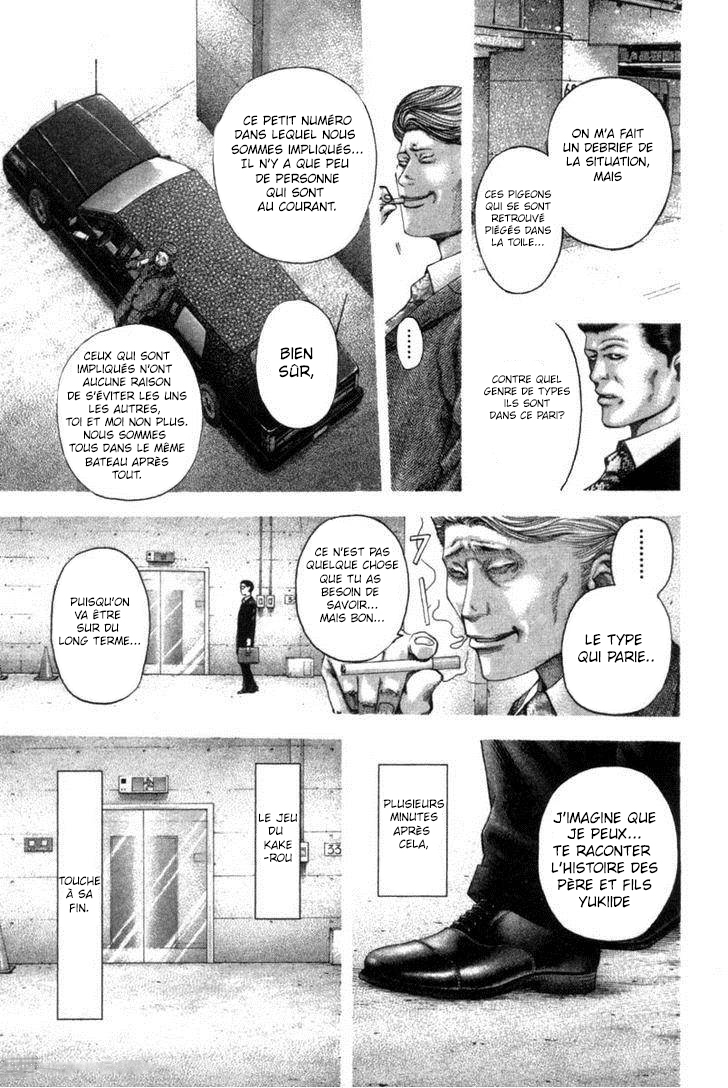 ON M'A FAIT
UN DEBRIEF DE
LA SITUATION,
MAIS
CES PIGEONS
QUI SE SONT
RETROUVÉ
PIÉGÉS DANS
LA TOILE...
CONTRE QUEL
GENRE DE TYPES
ILS SONT
DANS CE PARI?
CE PETIT NUMÉRO
DANS LEQUEL NOUS
SOMMES IMPLIQUÉS...
IL N'Y A QUE PEU
DE PERSONNE
QUI SONT
AU COURANT.
........
BIEN
SÛR,
CEUX QUI SONT
IMPLIQUÉS N'ONT
AUCUNE RAISON
DE S'ÉVITER LES UNS
LES AUTRES,
TOI ET MOI NON PLUS.
NOUS SOMMES
TOUS DANS LE MÊME
BATEAU APRÈS
TOUT.
........
LE TYPE
QUI PARIE..
CE N'EST PAS
QUELQUE CHOSE
QUE TU AS
BESOIN DE
SAVOIR...
MAIS BON...
PUISQU'ON
VA ÊTRE
SUR DU
LONG TERME...
J'IMAGINE QUE
JE PEUX...
TE RACONTER
L'HISTOIRE DES
PÈRE ET FILS
YUKIIDE
PLUSIEURS
MINUTES
APRÈS
CELA,
LE JEU
DU
KAKE
-ROU
33
TOUCHE
À SA
FIN.